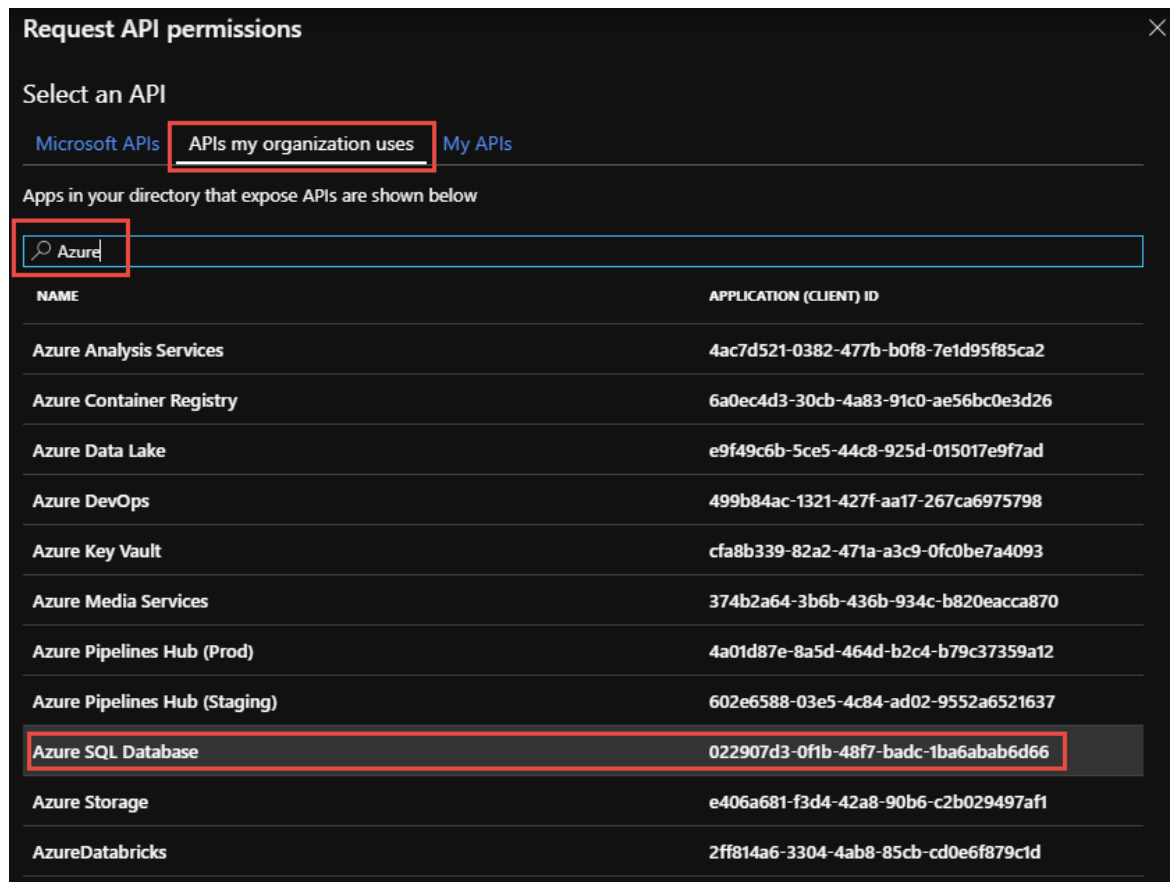 Request API permissions
Select an API
Microsoft APIs APIs my organization uses My APIs
Apps in your directory that expose APIs are shown below
Azure
NAME APPLICATION (CLIENT) ID
Azure Analysis Services 4ac7d521-0382-477b-b0f8-7e1d95f85ca2
Azure Container Registry 6a0ec4d3-30cb-4a83-91c0-ae56bc0e3d26
Azure Data Lake e9f49c6b-5ce5-44c8-925d-015017e9f7ad
Azure DevOps 499b84ac-1321-427f-aa17-267ca6975798
Azure Key Vault cfa8b339-82a2-471a-a3c9-0fc0be7a4093
Azure Media Services 374b2a64-3b6b-436b-934c-b820eacca870
Azure Pipelines Hub (Prod) 4a01d87e-8a5d-464d-b2c4-b79c37359a12
Azure Pipelines Hub (Staging) 602e6588-03e5-4c84-ad02-9552a6521637
Azure SQL Database 022907d3-0f1b-48f7-badc-1ba6abab6d66
Azure Storage e406a681-f3d4-42a8-90b6-c2b029497af1
AzureDatabricks 2ff814a6-3304-4ab8-85cb-cd0e6f879c1d